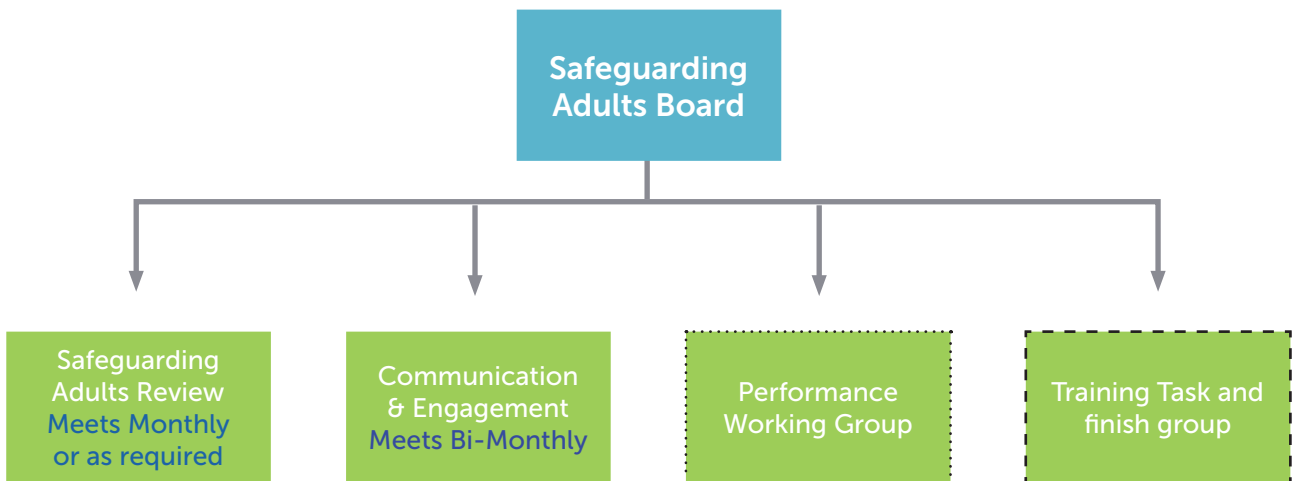 Safeguarding
Adults Board
Safeguarding
Adults Review
Meets Monthly
or as required
Communication
& Engagement
Meets Bi-Monthly
Performance
Working Group
Training Task and
finish group